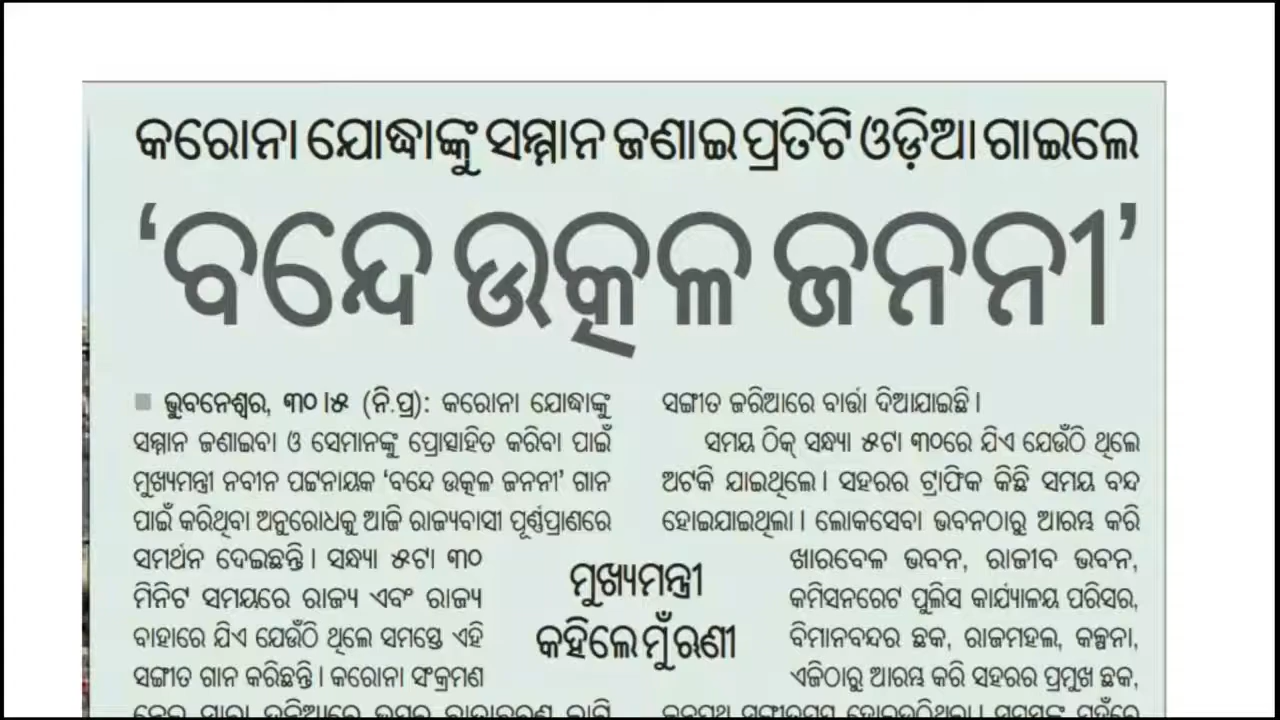 କରୋନା ଯୋଦ୍ଧାଙ୍କୁ ସମ୍ମାନ ଜଣାଇ ପ୍ରତିଟି ଓଡ଼ିଆ ଗାଇଲେ
‘ବନ୍ଦେ ଉତ୍କଳ ଜନନୀ’
ଭୁବନେଶ୍ୱର, ୩୦।୫ (ନି.ପ୍ର): କରୋନା ଯୋଦ୍ଧାଙ୍କୁ
ସମ୍ମାନ ଜଣାଇବା ଓ ସେମାନଙ୍କୁ ପ୍ରୋତ୍ସାହିତ କରିବା ପାଇଁ
ମୁଖ୍ୟମନ୍ତ୍ରୀ ନବୀନ ପଟ୍ଟନାୟକ ‘ବନ୍ଦେ ଉତ୍କଳ ଜନନୀ’ ଗାନ
ପାଇଁ କରିଥିବା ଅନୁରୋଧକୁ ଆଜି ରାଜ୍ୟବାସୀ ପୂର୍ଣ୍ଣପ୍ରାଣରେ
ସମର୍ଥନ ଦେଇଛନ୍ତି। ସନ୍ଧ୍ୟା ୫ଟା ୩୦
ମିନିଟ ସମୟରେ ରାଜ୍ୟ ଏବଂ ରାଜ୍ୟ
ବାହାରେ ଯିଏ ଯେଉଁଠି ଥିଲେ ସମସ୍ତେ ଏହି
ସଙ୍ଗୀତ ଗାନ କରିଛନ୍ତି। କରୋନା ସଂକ୍ରମଣ
ମୁଖ୍ୟମନ୍ତ୍ରୀ
କହିଲେ ମୁଁ ଋଣୀ
ସଙ୍ଗୀତ ଜରିଆରେ ବାର୍ତ୍ତା ଦିଆଯାଇଛି।
ସମୟ ଠିକ୍ ସନ୍ଧ୍ୟା ୫ଟା ୩୦ରେ ଯିଏ ଯେଉଁଠି ଥିଲେ
ଅଟକି ଯାଇଥିଲେ। ସହରର ଟ୍ରାଫିକ କିଛି ସମୟ ବନ୍ଦ
ହୋଇଯାଇଥିଲା। ଲୋକସେବା ଭବନଠାରୁ ଆରମ୍ଭ କରି
ଖାରବେଳ ଭବନ, ରାଜୀବ ଭବନ,
କମିସନରେଟ ପୁଲିସ କାର୍ଯ୍ୟାଳୟ ପରିସର,
ବିମାନବନ୍ଦର ଛକ, ରାଜମହଲ, କଳ୍ପନା,
ଏଜିଠାରୁ ଆରମ୍ଭ କରି ସହରର ପ୍ରମୁଖ ଛକ,